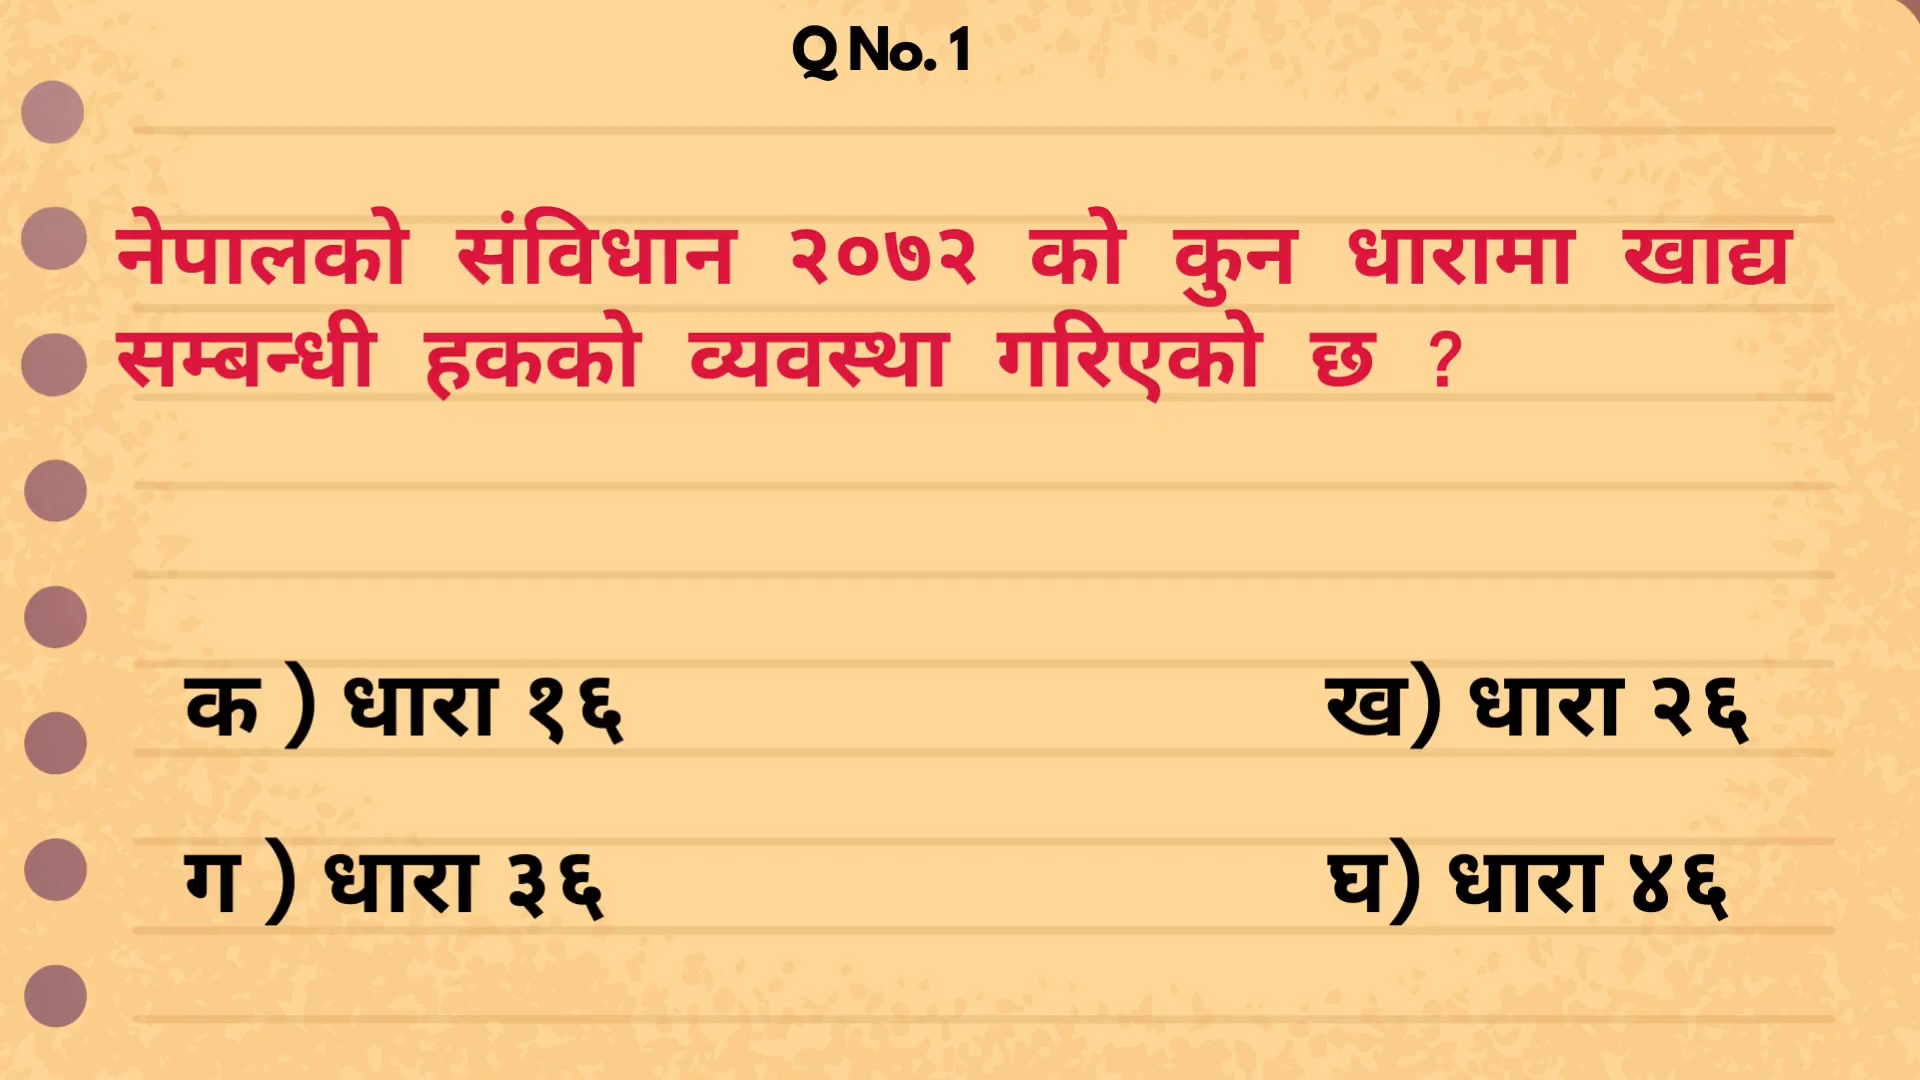 Q No. 1
नेपालको संविधान २०७२ को कुन धारामा खाद्य
सम्बन्धी हकको व्यवस्था गरिएको छ ?
क ) धारा १६
ख) धारा २६
ग ) धारा ३६
घ) धारा ४६